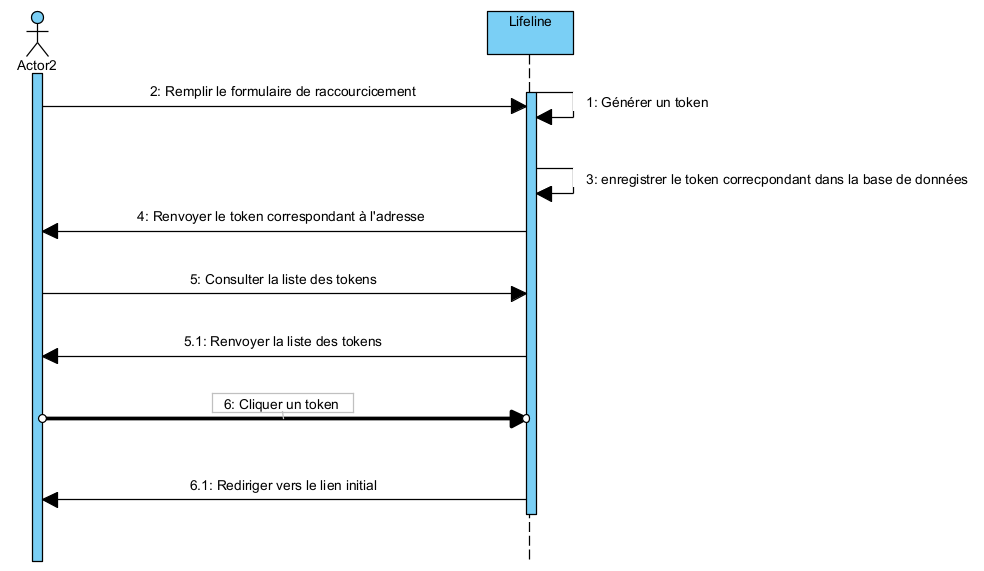 Lifeline
Actor2
2: Remplir le formulaire de raccourcicement
1: Générer un token
3: enregistrer le token correcpondant dans la base de données
4: Renvoyer le token correspondant à l'adresse
5: Consulter la liste des tokens
5.1: Renvoyer la liste des tokens
6: Cliquer un token
6.1: Rediriger vers le lien initial